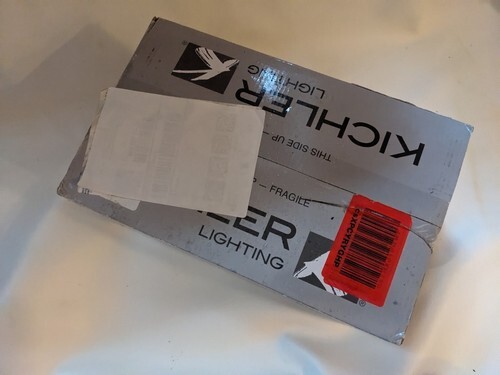 KICHLER
LIGHTING
®
THIS SIDE UP –
– FRAGILE
LER
LIGHTING
®